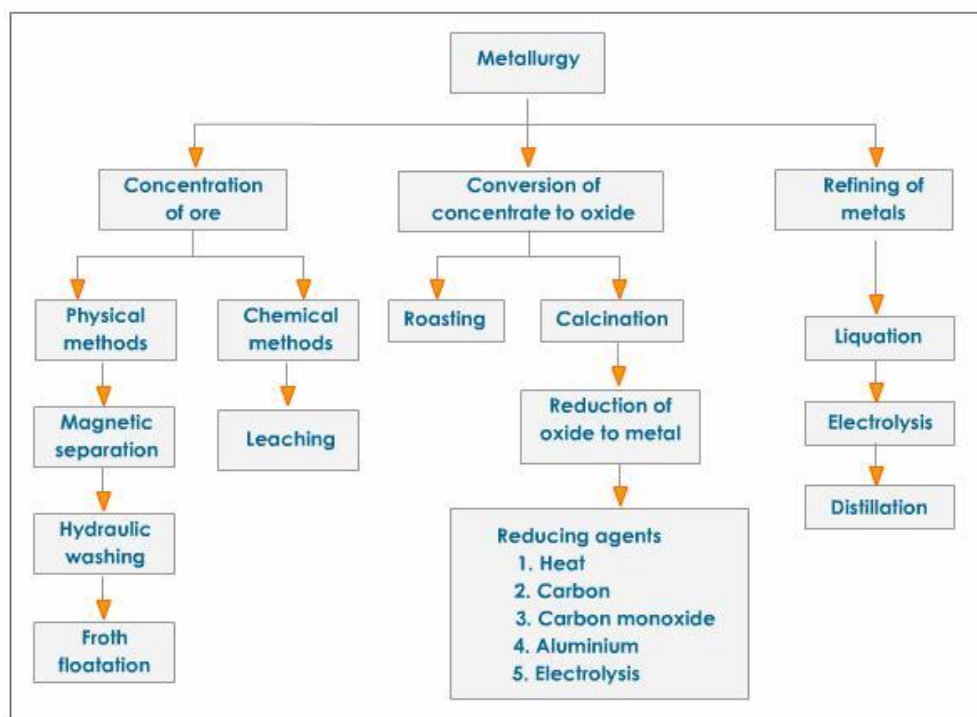 Metallurgy
Concentration
of ore
Conversion of
concentrate to oxide
Refining of
metals
Physical
methods
Chemical
methods
Roasting
Calcination
Liquation
Magnetic
separation
Leaching
Reduction of
oxide to metal
Electrolysis
Hydraulic
washing
Distillation
Reducing agents
1. Heat
2. Carbon
3. Carbon monoxide
4. Aluminium
5. Electrolysis
Froth
floatation